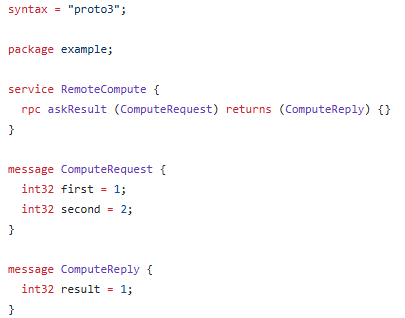 syntax = "proto3";
package example;
service RemoteCompute {
  rpc askResult (ComputeRequest) returns (ComputeReply) {}
}
message ComputeRequest {
  int32 first = 1;
  int32 second = 2;
}
message ComputeReply {
  int32 result = 1;
}